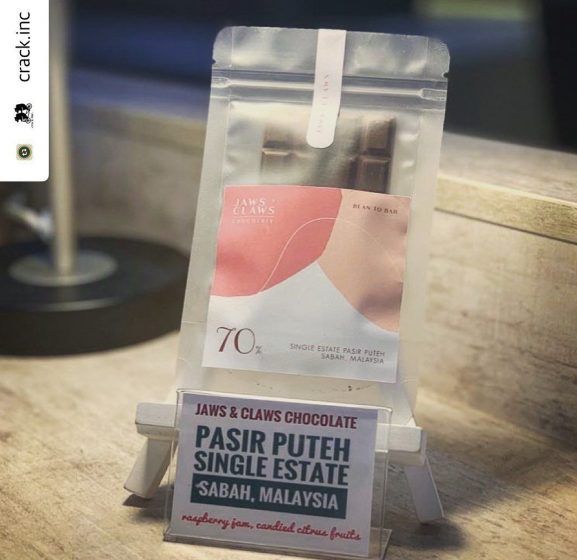 crack.inc
JAWS &
CLAWS
CHOCOLATE
BEAN TO BAR
70%
SINGLE ESTATE PASIR PUTEH
SABAH, MALAYSIA
JAWS & CLAWS CHOCOLATE
PASIR PUTEH
SINGLE ESTATE
SABAH, MALAYSIA
raspberry jam, candied citrus fruits